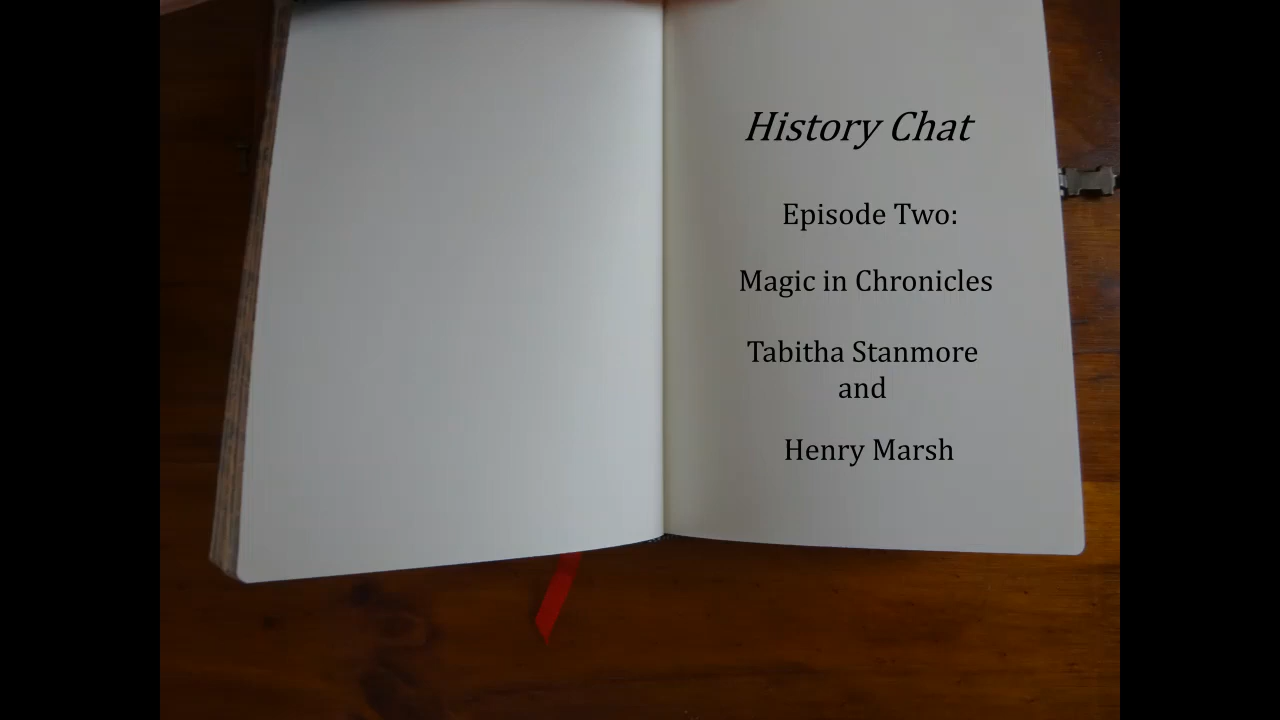 History Chat
Episode Two:
Magic in Chronicles
Tabitha Stanmore
and
Henry Marsh